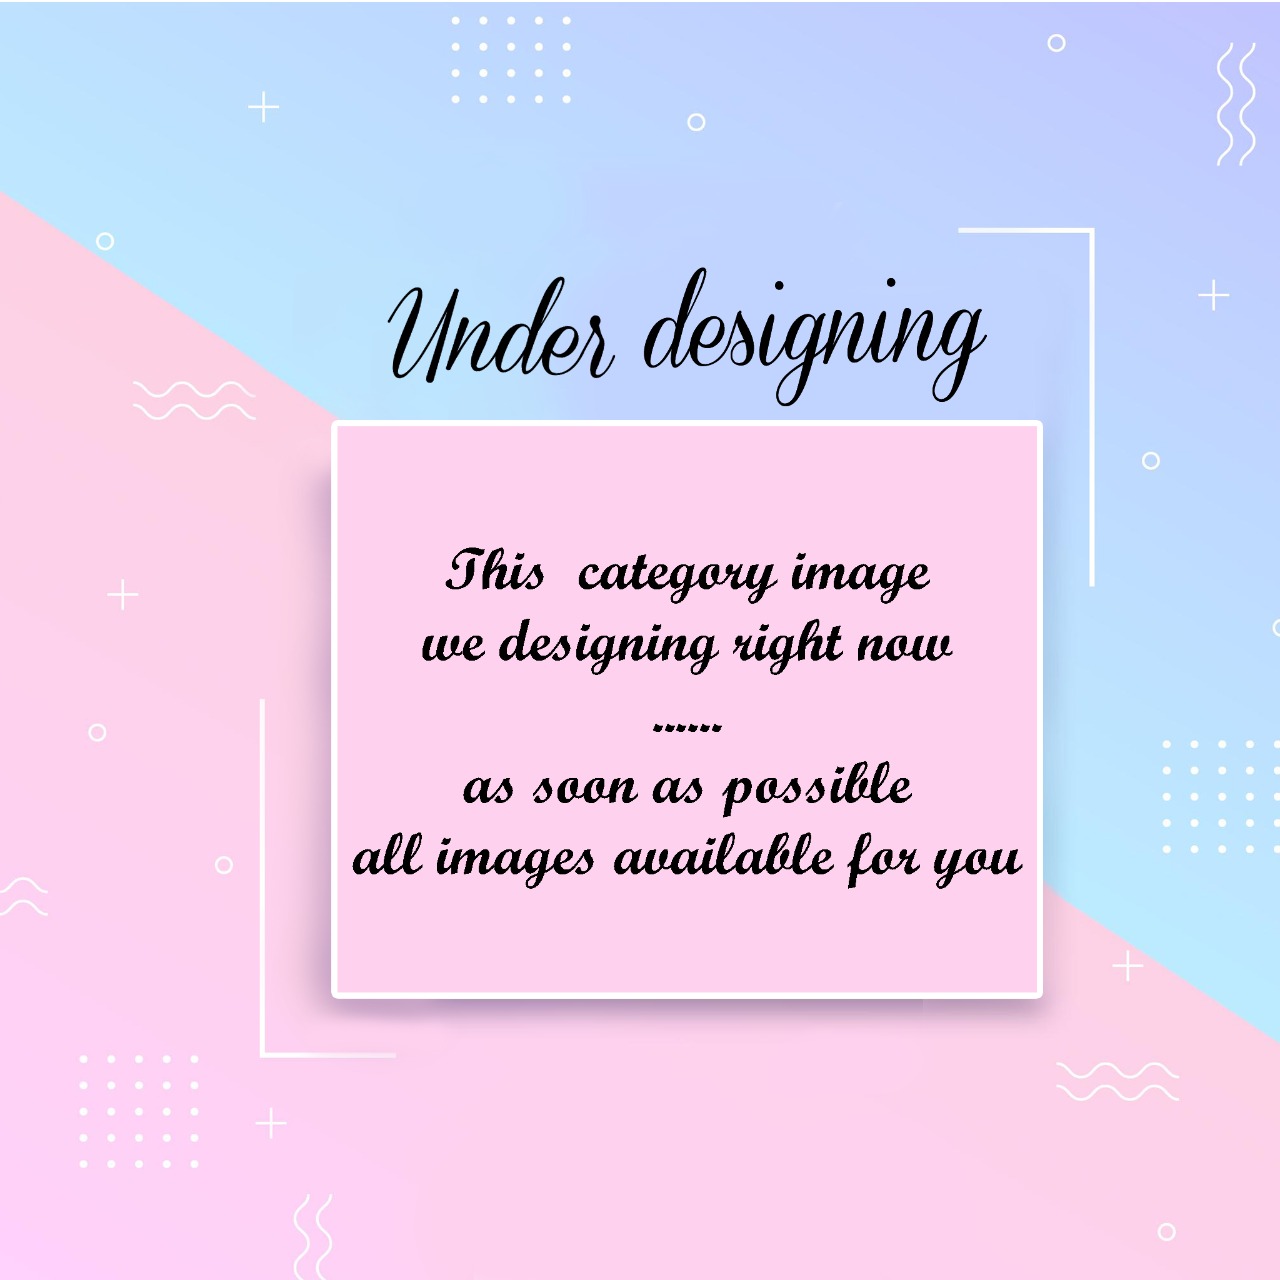 Under designing
This category image
we designing right now
......
as soon as possible
all images available for you